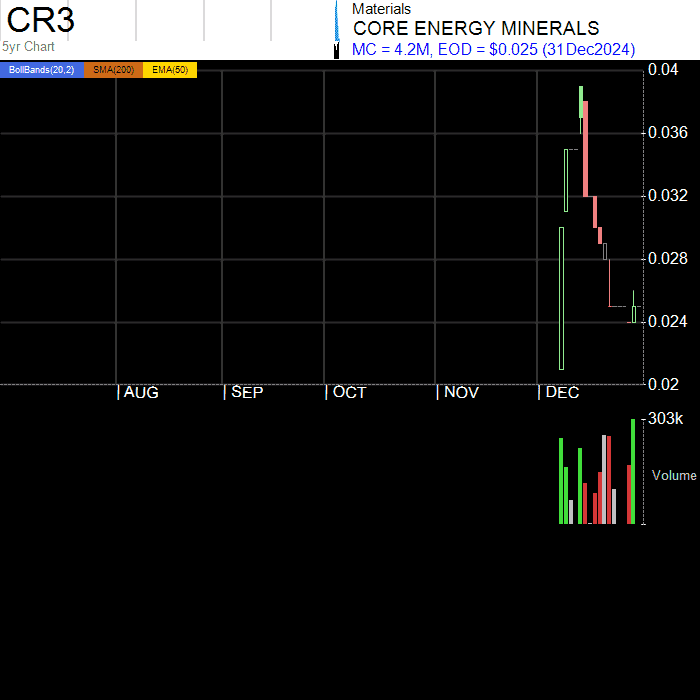 CR3
5yr Chart
Materials
CORE ENERGY MINERALS
MC = 4.2M, EOD = $0.025 (31Dec2024)
BollBands(20,2) SMA(200) EMA(50)
0.04
0.036
0.032
0.028
0.024
0.02
| AUG | SEP | OCT | NOV | DEC
303k
Volume